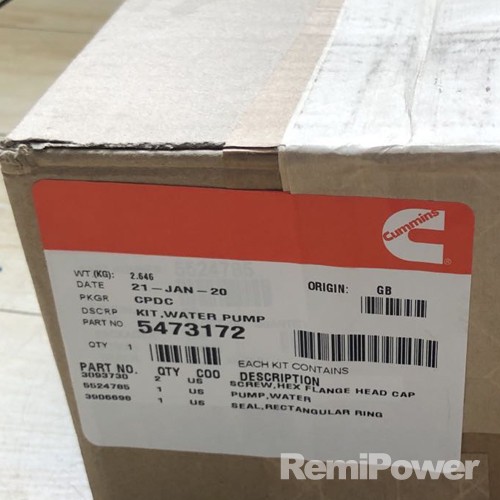 Cummins
WT (KG): 2.646
DATE 21-JAN-20 ORIGIN: GB
PKGR CPDC
DSCRP KIT,WATER PUMP
PART NO 5473172
QTY 1
EACH KIT CONTAINS
PART NO. QTY COO DESCRIPTION
3093730 2 US SCREW,HEX FLANGE HEAD CAP
5524785 1 US PUMP,WATER
3906698 1 US SEAL,RECTANGULAR RING
RemiPower